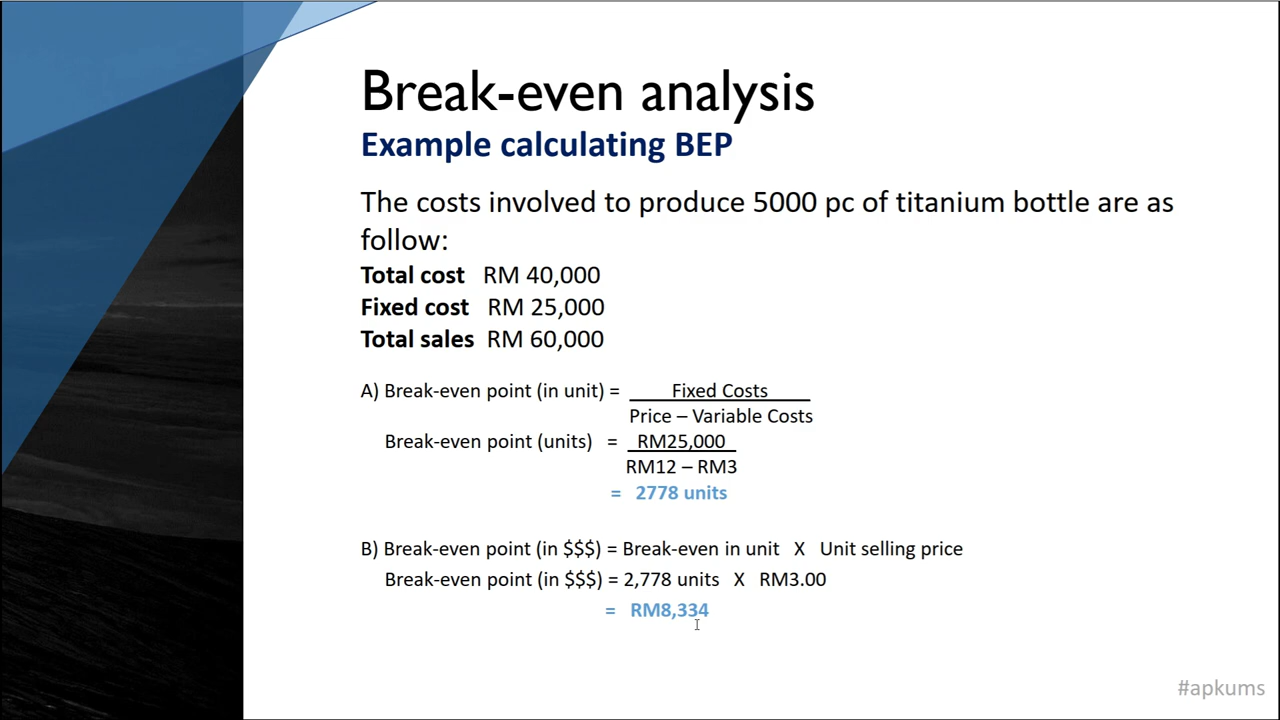 Break-even analysis
Example calculating BEP
The costs involved to produce 5000 pc of titanium bottle are as
follow:
Total cost RM 40,000
Fixed cost RM 25,000
Total sales RM 60,000
A) Break-even point (in unit) = Fixed Costs
Price – Variable Costs
Break-even point (units) = RM25,000
RM12 – RM3
= 2778 units
B) Break-even point (in $$$) = Break-even in unit X Unit selling price
Break-even point (in $$$) = 2,778 units X RM3.00
= RM8,334
#apkums